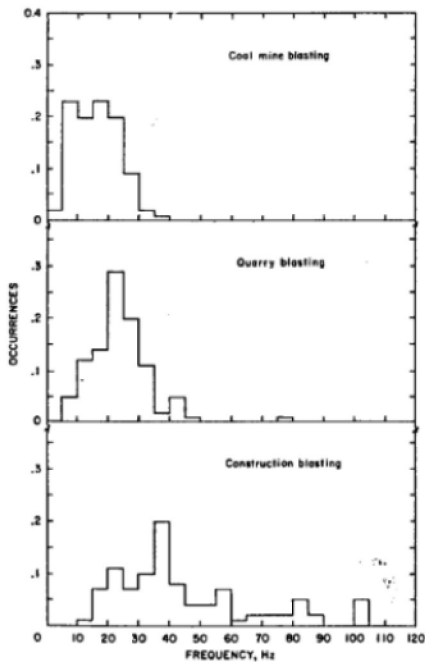 0.4
Coal mine blasting
.3
.2
.1
0
Quarry blasting
.3
.2
.1
0
OCCURRENCES
Construction blasting
.3
.2
.1
0 10 20 30 40 50 60 70 80 90 100 110 120
FREQUENCY, Hz